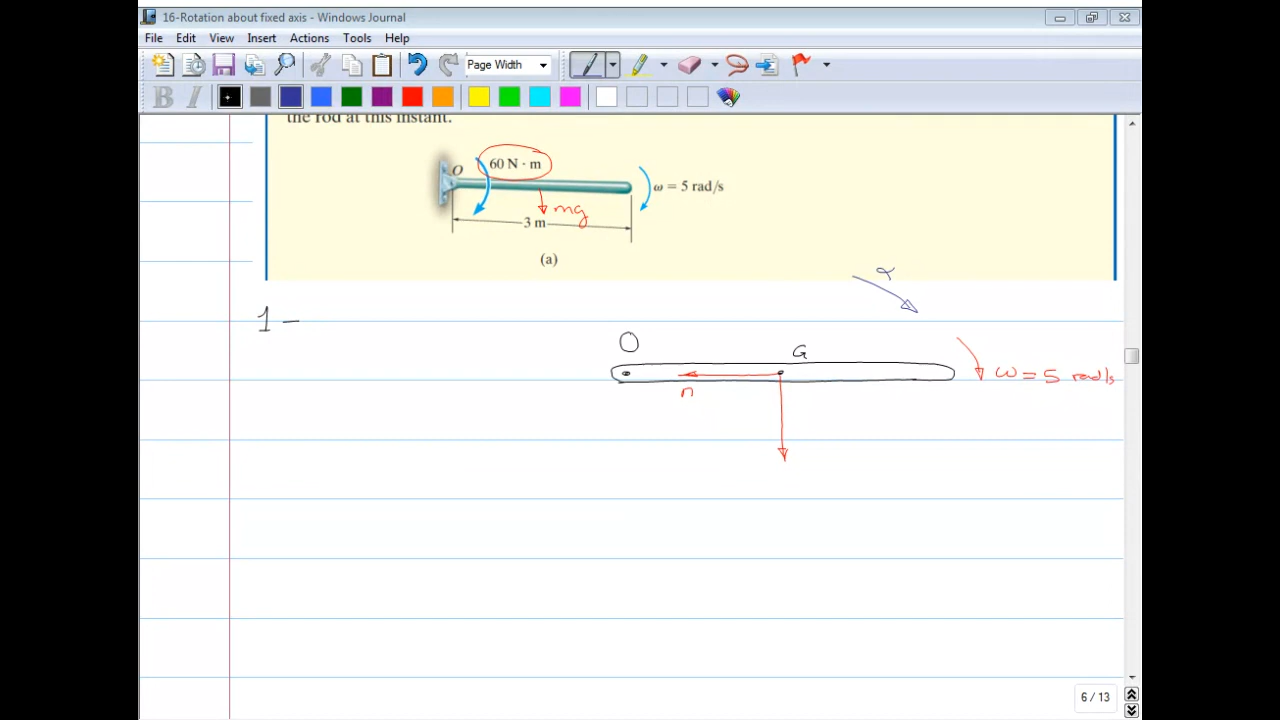 16-Rotation about fixed axis - Windows Journal
File Edit View Insert Actions Tools Help
Page Width
B I
the rod at this instant.
60 N · m
O
ω = 5 rad/s
mg
3 m
(a)
α
1 -
O
G
ω = 5 rad/s
n
6 / 13